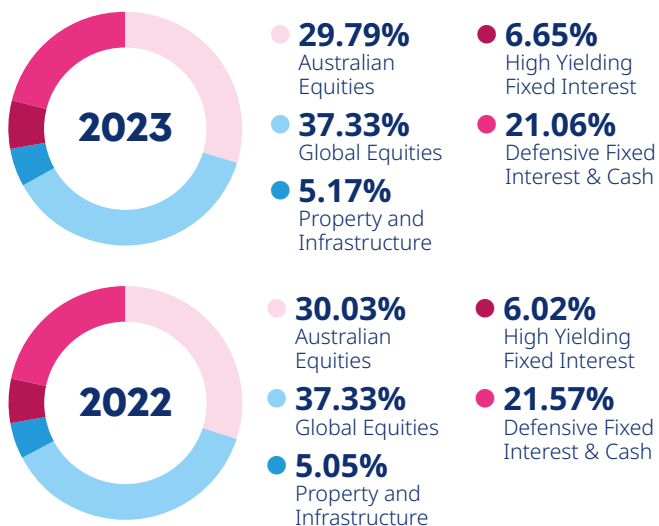 2023
29.79%
Australian
Equities
37.33%
Global Equities
5.17%
Property and
Infrastructure
6.65%
High Yielding
Fixed Interest
21.06%
Defensive Fixed
Interest & Cash
2022
30.03%
Australian
Equities
37.33%
Global Equities
5.05%
Property and
Infrastructure
6.02%
High Yielding
Fixed Interest
21.57%
Defensive Fixed
Interest & Cash